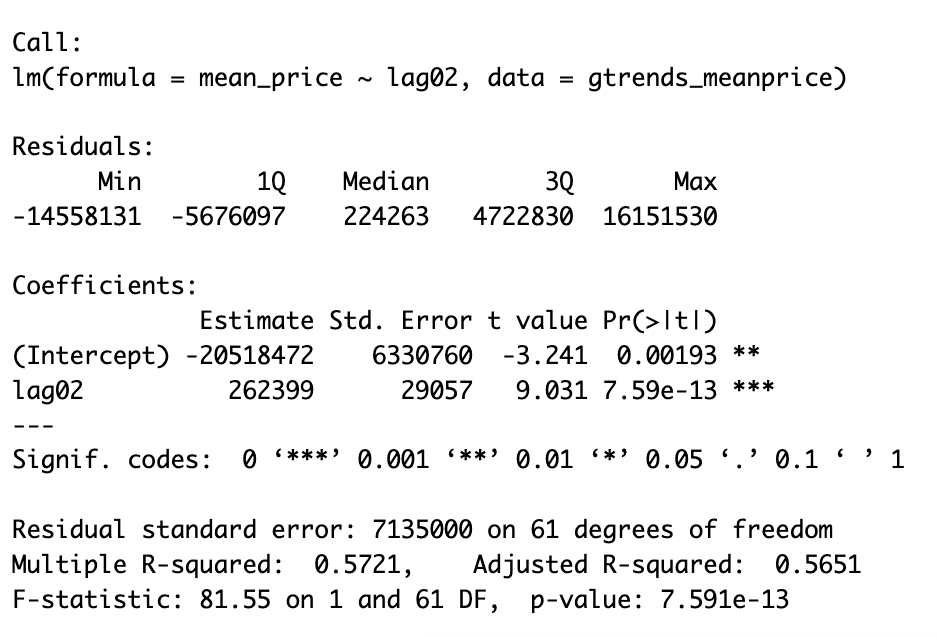 Call:
lm(formula = mean_price ~ lag02, data = gtrends_meanprice)
Residuals:
Min 1Q Median 3Q Max
-14558131 -5676097 224263 4722830 16151530
Coefficients:
Estimate Std. Error t value Pr(>|t|)
(Intercept) -20518472 6330760 -3.241 0.00193 **
lag02 262399 29057 9.031 7.59e-13 ***
---
Signif. codes: 0 ‘***’ 0.001 ‘**’ 0.01 ‘*’ 0.05 ‘.’ 0.1 ‘ ’ 1
Residual standard error: 7135000 on 61 degrees of freedom
Multiple R-squared: 0.5721, Adjusted R-squared: 0.5651
F-statistic: 81.55 on 1 and 61 DF, p-value: 7.591e-13